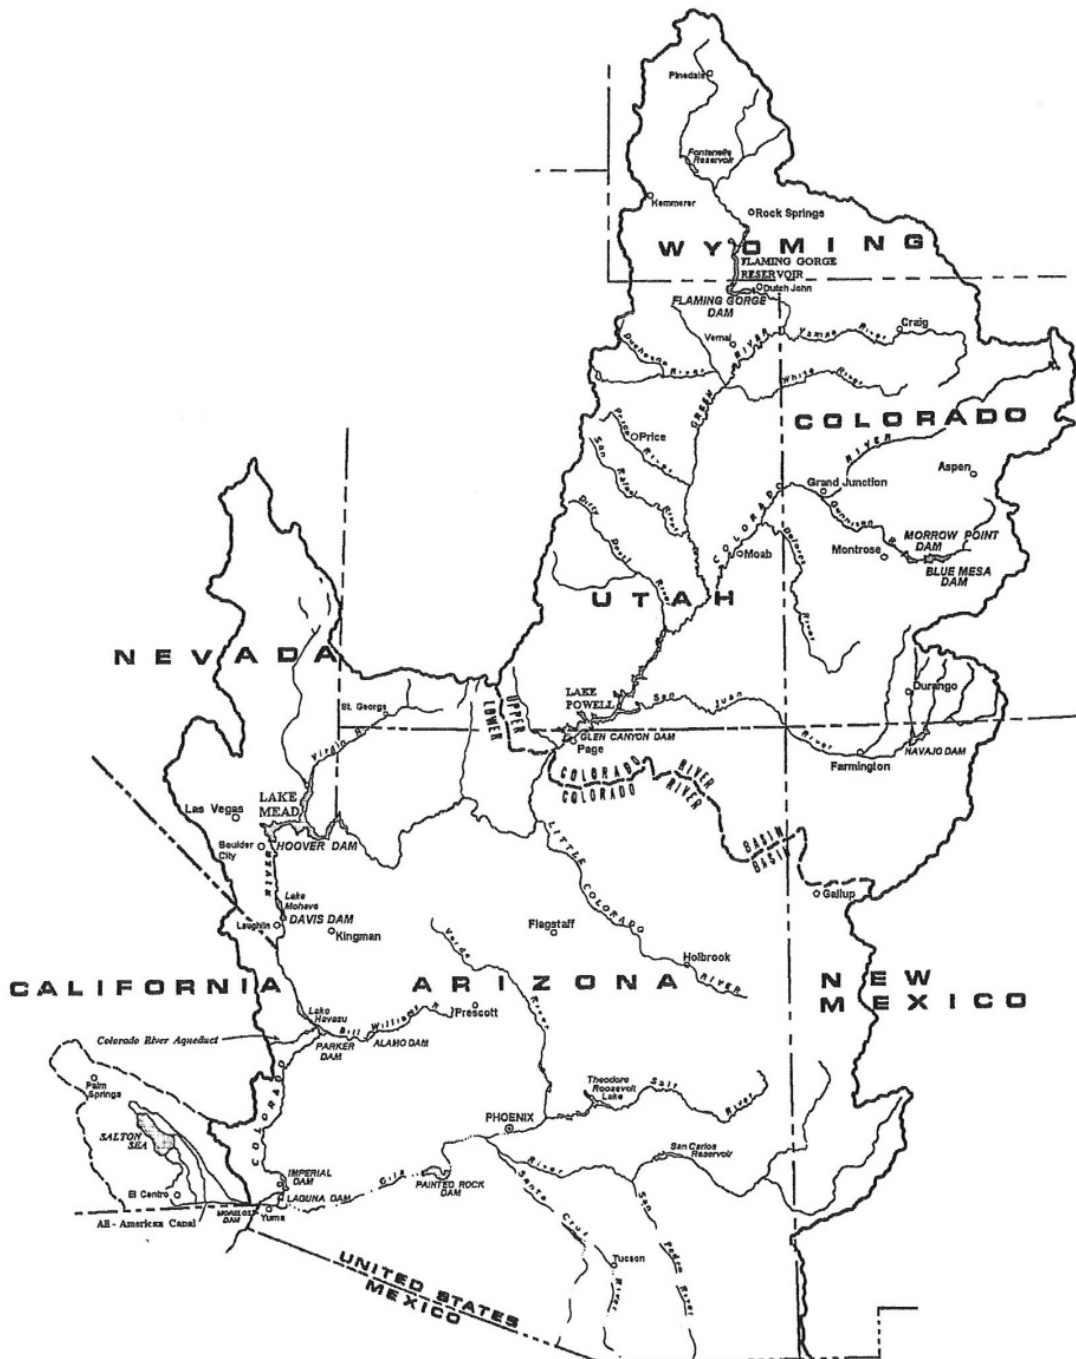 Pinedale
Fontenelle
Reservoir
Kemmerer
Rock Springs
WYOMING
FLAMING GORGE
RESERVOIR
Dutch John
FLAMING GORGE
DAM
Vernal
GREEN RIVER
Yampa River
Craig
Duchesne River
White River
COLORADO
Price River
Price
San Rafael River
COLORADO RIVER
Grand Junction
Aspen
Gunnison
Dirty Devil River
Moab
Dolores River
Montrose
MORROW POINT
DAM
BLUE MESA
DAM
UTAH
NEVADA
St. George
Virgin R.
UPPER
LOWER
LAKE
POWELL
San Juan River
Durango
GLEN CANYON DAM
Page
Farmington
NAVAJO DAM
COLORADO RIVER BASIN
COLORADO RIVER BASIN
Las Vegas
LAKE
MEAD
Boulder
City
HOOVER DAM
RIVER
LITTLE COLORADO RIVER
Gallup
Lake
Mohave
DAVIS DAM
Laughlin
Kingman
Verde River
Flagstaff
Holbrook
CALIFORNIA
ARIZONA
NEW
MEXICO
Lake
Havasu
Bill Williams R.
Prescott
Colorado River Aqueduct
PARKER
DAM
ALAMO DAM
Palm
Springs
COLORADO
Theodore
Roosevelt
Lake
Salt River
PHOENIX
SALTON
SEA
San Carlos
Reservoir
IMPERIAL
DAM
Gila River
PAINTED ROCK
DAM
El Centro
LAGUNA DAM
All - American Canal
MORELOS
DAM
Yuma
Santa Cruz River
San Pedro River
Tucson
UNITED STATES
MEXICO